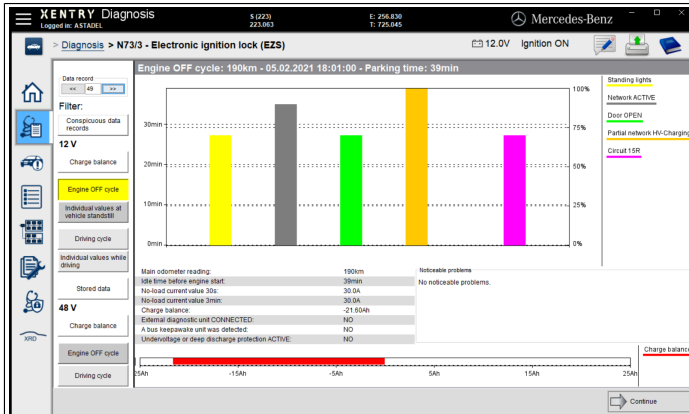 XENTRY Diagnosis
Logged in: ASTADEL
S (223)
223.063
E: 256.830
T: 725.045
Mercedes-Benz
> Diagnosis > N73/3 - Electronic ignition lock (EZS)
12.0V Ignition ON
Data record
<< 49 >>
Filter:
Conspicuous data
records
12 V
Charge balance
Engine OFF cycle
Individual values at
vehicle standstill
Driving cycle
Individual values while
driving
Stored data
48 V
Charge balance
Engine OFF cycle
Driving cycle
XRD
Engine OFF cycle: 190km - 05.02.2021 18:01:00 - Parking time: 39min
30min
20min
10min
0min
100%
75%
50%
25%
0%
Standing lights
Network ACTIVE
Door OPEN
Partial network HV-Charging
Circuit 15R
Main odometer reading: 190km
Idle time before engine start: 39min
No-load current value 30s: 30.0A
No-load current value 3min: 30.0A
Charge balance: -21.60Ah
External diagnostic unit CONNECTED: NO
A bus keepawake unit was detected: NO
Undervoltage or deep discharge protection ACTIVE: NO
Noticeable problems
No noticeable problems.
25Ah -15Ah -5Ah 5Ah 15Ah 25Ah
Charge balance
Continue